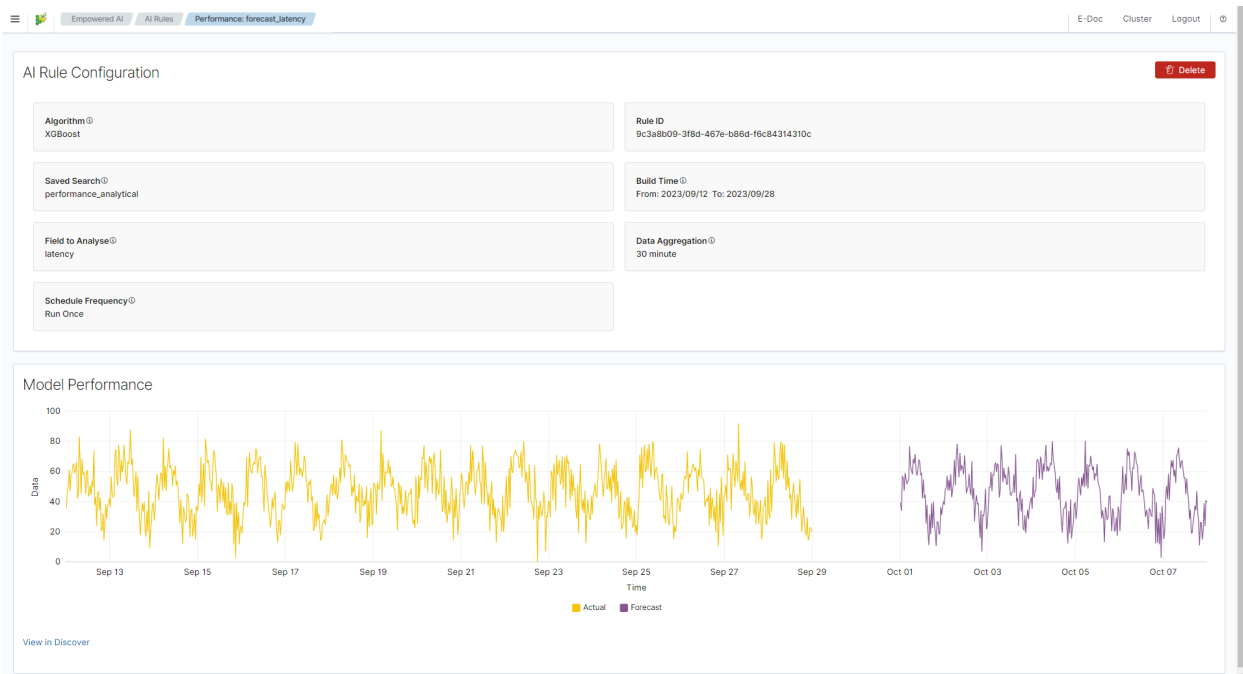 Empowered AI AI Rules Performance: forecast_latency E-Doc Cluster Logout
AI Rule Configuration
Delete
Algorithm
XGBoost
Rule ID
9c3a8b09-3f8d-467e-b86d-f6c84314310c
Saved Search
performance_analytical
Build Time
From: 2023/09/12 To: 2023/09/28
Field to Analyse
latency
Data Aggregation
30 minute
Schedule Frequency
Run Once
Model Performance
100
80
60
40
20
0
Data
Sep 13 Sep 15 Sep 17 Sep 19 Sep 21 Sep 23 Sep 25 Sep 27 Sep 29 Oct 01 Oct 03 Oct 05 Oct 07
Time
Actual Forecast
View in Discover